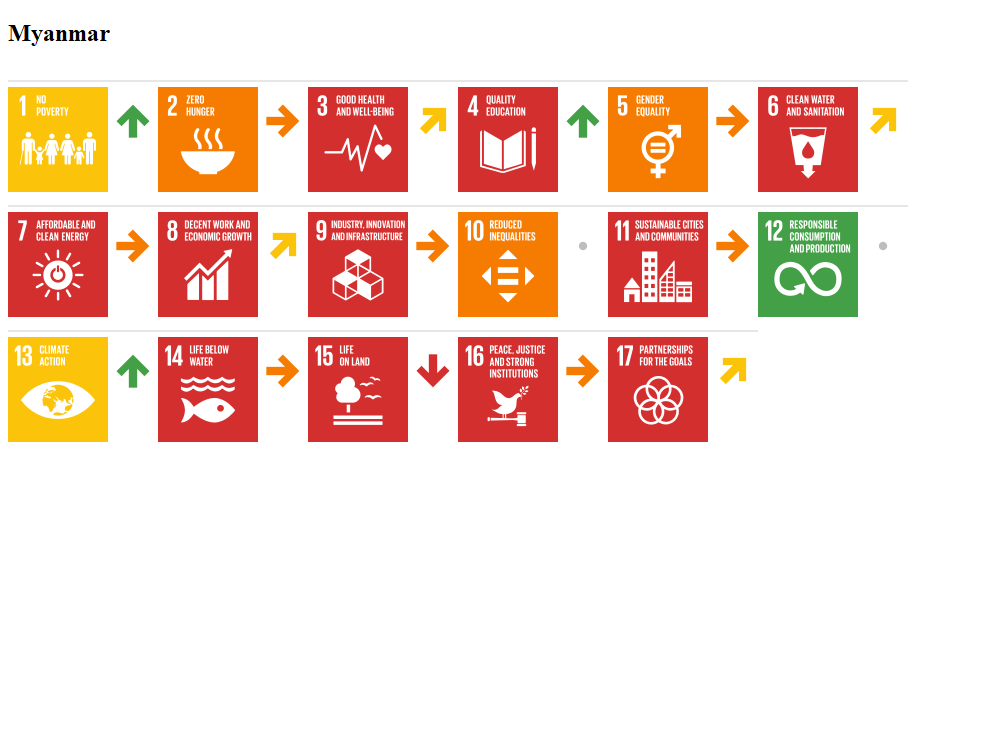 Myanmar
1 NO
POVERTY
2 ZERO
HUNGER
3 GOOD HEALTH
AND WELL-BEING
4 QUALITY
EDUCATION
5 GENDER
EQUALITY
6 CLEAN WATER
AND SANITATION
7 AFFORDABLE AND
CLEAN ENERGY
8 DECENT WORK AND
ECONOMIC GROWTH
9 INDUSTRY, INNOVATION
AND INFRASTRUCTURE
10 REDUCED
INEQUALITIES
11 SUSTAINABLE CITIES
AND COMMUNITIES
12 RESPONSIBLE
CONSUMPTION
AND PRODUCTION
13 CLIMATE
ACTION
14 LIFE BELOW
WATER
15 LIFE
ON LAND
16 PEACE, JUSTICE
AND STRONG
INSTITUTIONS
17 PARTNERSHIPS
FOR THE GOALS